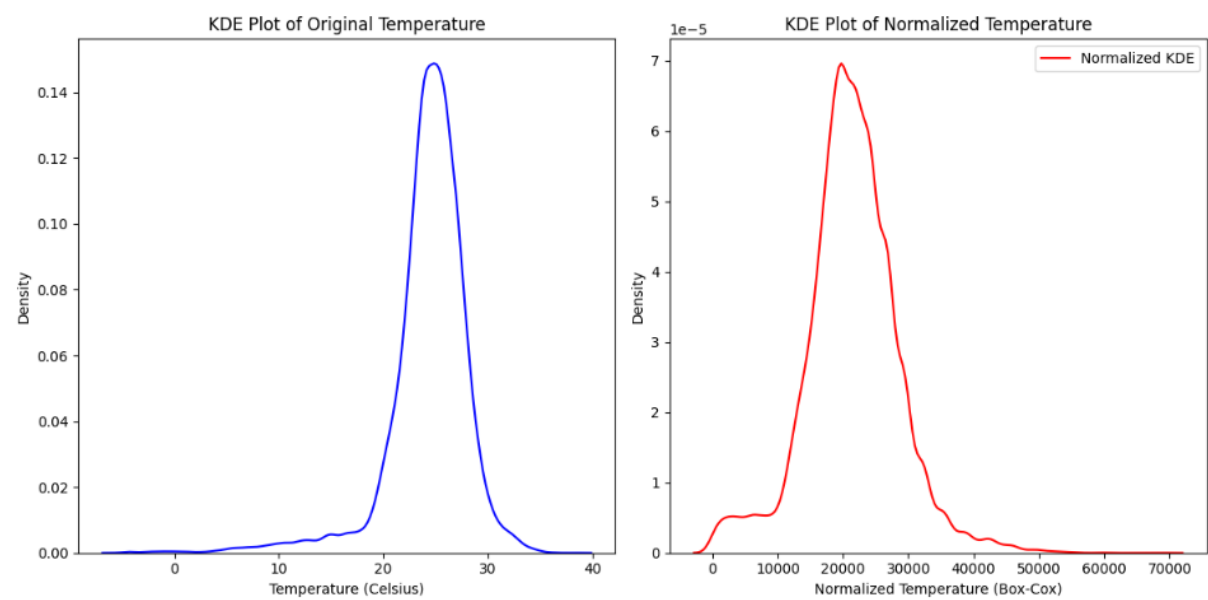 KDE Plot of Original Temperature
0.14
0.12
0.10
0.08
0.06
0.04
0.02
0.00
Density
0 10 20 30 40
Temperature (Celsius)
KDE Plot of Normalized Temperature
1e−5
Normalized KDE
7
6
5
4
3
2
1
0
Density
0 10000 20000 30000 40000 50000 60000 70000
Normalized Temperature (Box-Cox)